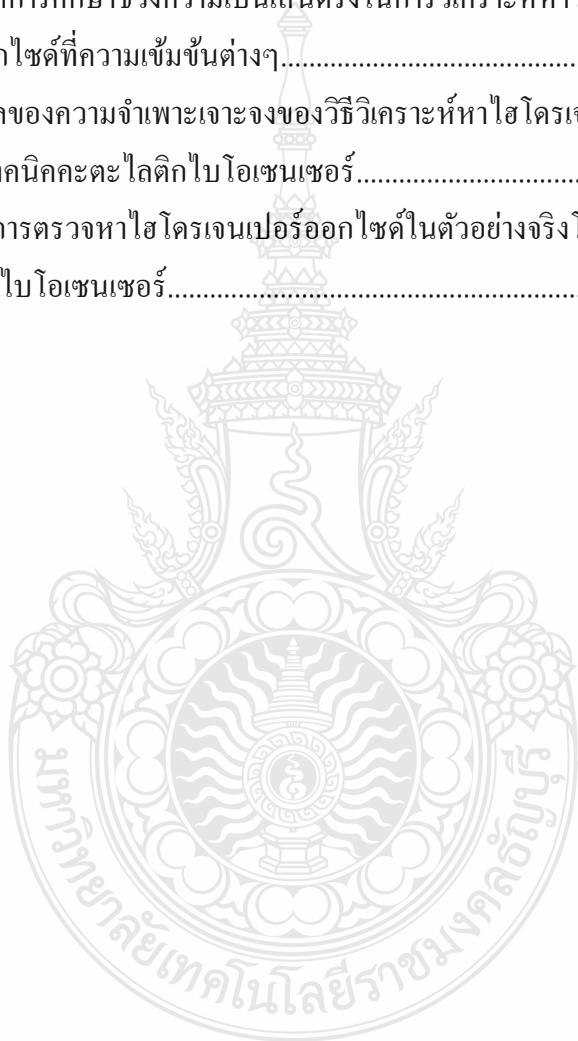 การศึกษาช่วงความเป็นเส้นตรงในการวิเคราะห์หา
กไซด์ที่ความเข้มข้นต่างๆ.......................................
ลของความจำเพาะเจาะจงของวิธีวิเคราะห์หาไฮโดรเจ
ทคนิคคะตะไลติกไบโอเซนเซอร์..............................
การตรวจหาไฮโดรเจนเปอร์ออกไซด์ในตัวอย่างจริงโ
ไบโอเซนเซอร์.......................................................
มหาวิทยาลัยเทคโนโลยีราชมงคลธัญบุรี